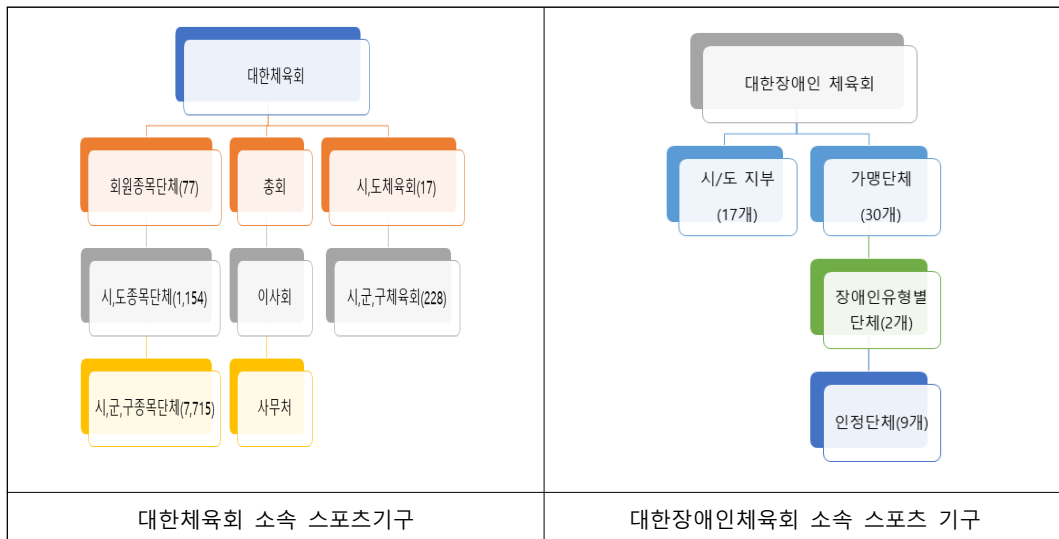 대한체육회
회원종목단체(77)
총회
시,도체육회(17)
시,도종목단체(1,154)
이사회
시,군,구체육회(228)
시,군,구종목단체(7,715)
사무처
대한체육회 소속 스포츠기구
대한장애인 체육회
시/도 지부
(17개)
가맹단체
(30개)
장애인유형별
단체(2개)
인정단체(9개)
대한장애인체육회 소속 스포츠 기구